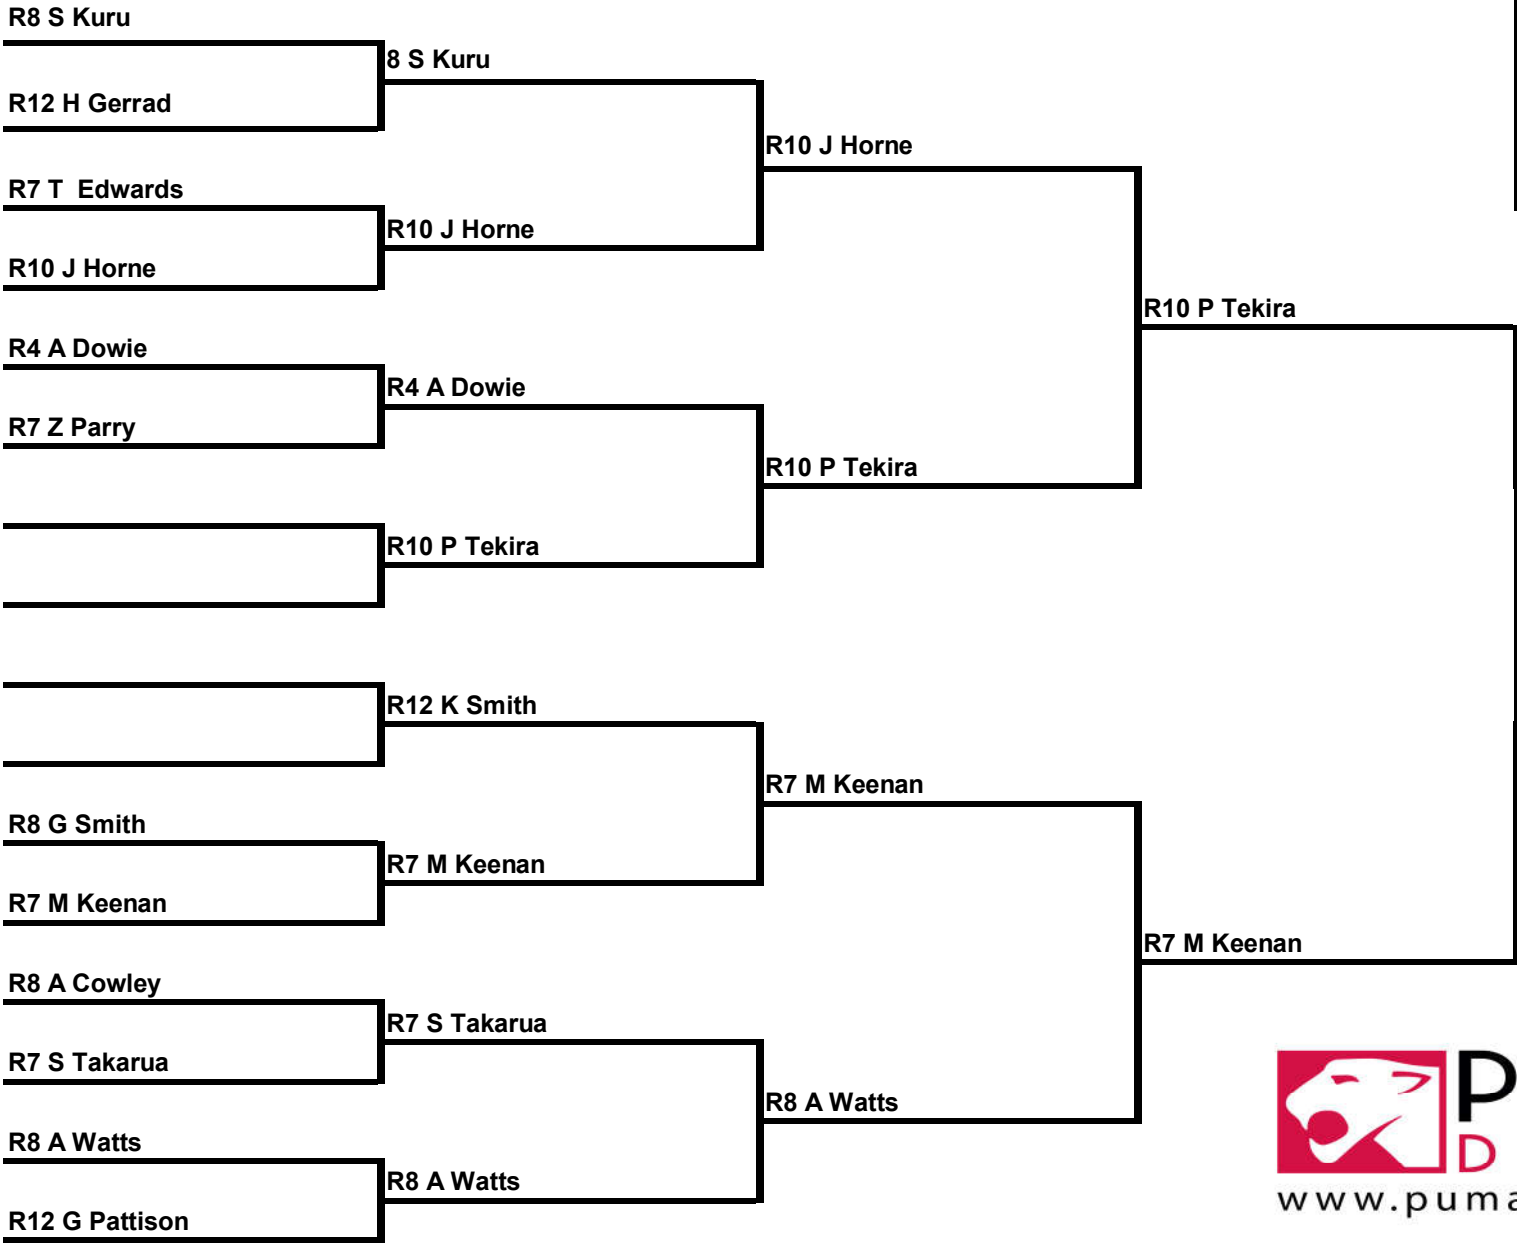 R8 S Kuru
8 S Kuru
R12 H Gerrad
R10 J Horne
R7 T  Edwards
R10 J Horne
R10 J Horne
R10 P Tekira
R4 A Dowie
R4 A Dowie
R7 Z Parry
R10 P Tekira
R10 P Tekira
R12 K Smith
R7 M Keenan
R8 G Smith
R7 M Keenan
R7 M Keenan
R7 M Keenan
R8 A Cowley
R7 S Takarua
R7 S Takarua
R8 A Watts
R8 A Watts
R8 A Watts
R12 G Pattison
P
D
www.puma